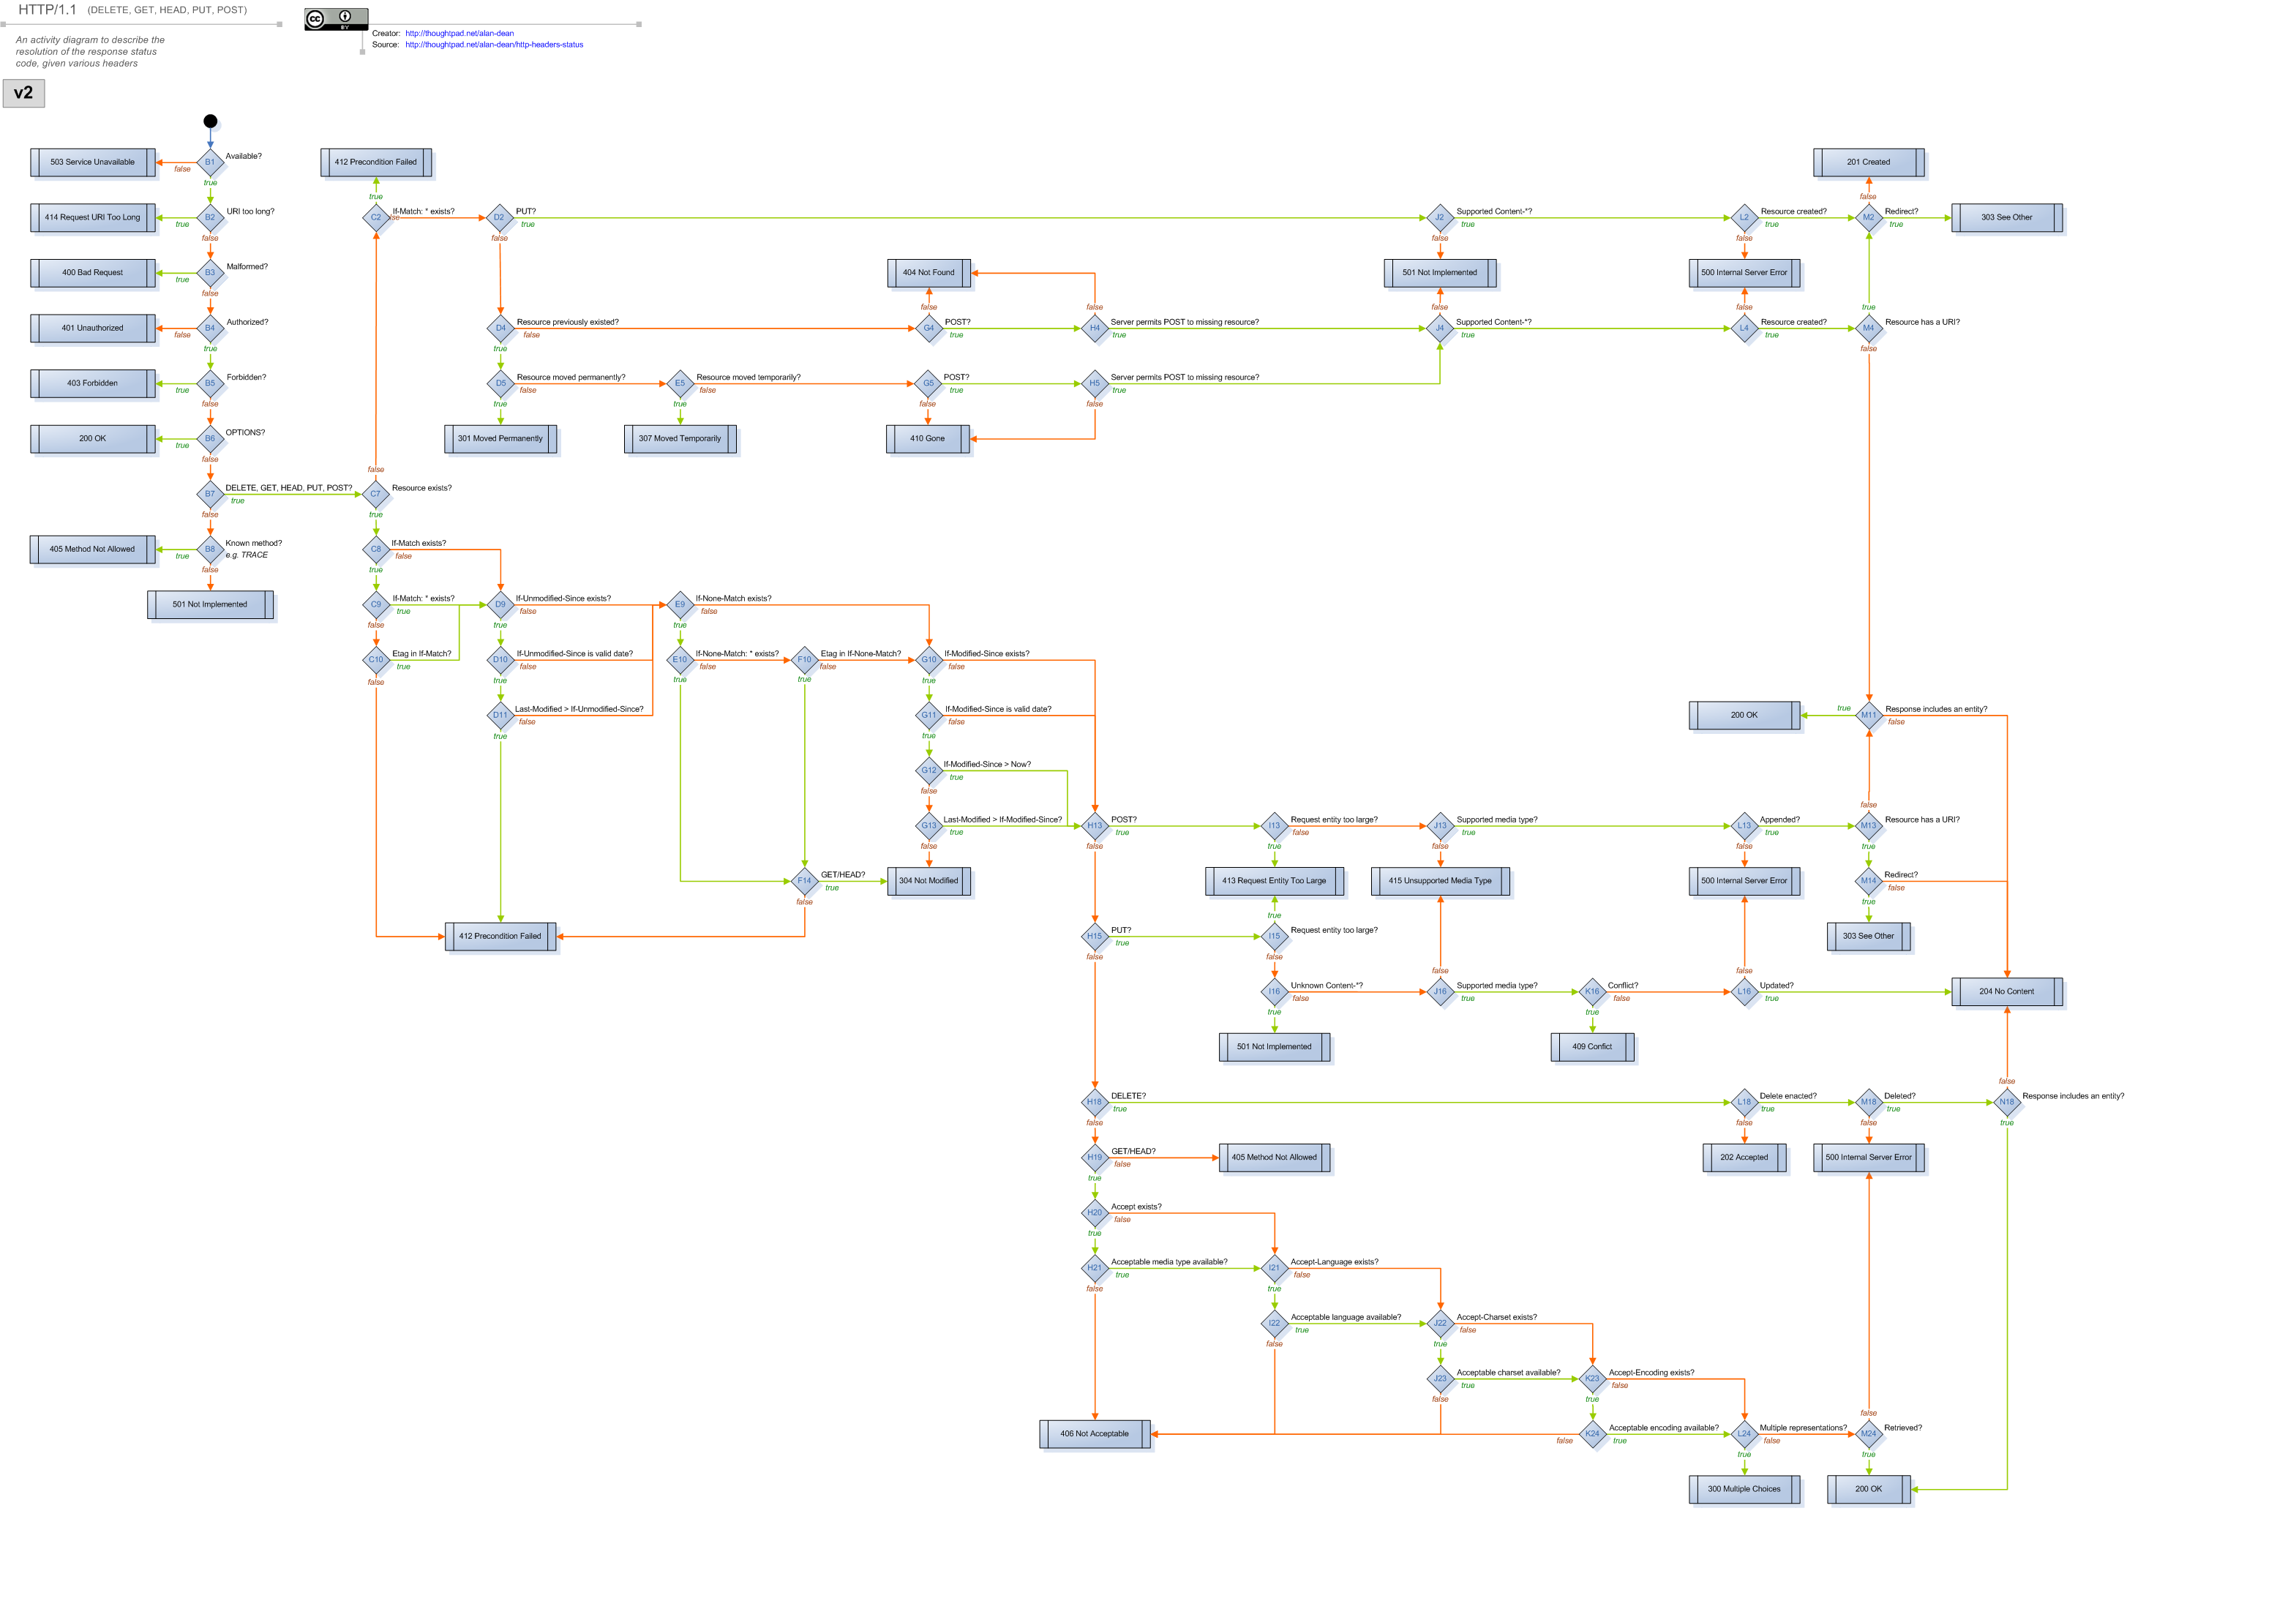 HTTP/1.1 (DELETE, GET, HEAD, PUT, POST)
An activity diagram to describe the
resolution of the response status
code, given various headers
cc
BY
Creator: http://thoughtpad.net/alan-dean
Source: http://thoughtpad.net/alan-dean/http-headers-status
v2
503 Service Unavailable false B1 Available? true
414 Request URI Too Long true B2 URI too long? false
400 Bad Request true B3 Malformed? false
401 Unauthorized false B4 Authorized? true
403 Forbidden true B5 Forbidden? false
200 OK true B6 OPTIONS? false
B7 DELETE, GET, HEAD, PUT, POST? true false
405 Method Not Allowed true B8 Known method? false
e.g. TRACE
501 Not Implemented
412 Precondition Failed
true
C2 If-Match: * exists? lse
D2 PUT? true false
J2 Supported Content-*? true false
L2 Resource created? true false
M2 Redirect? true false
201 Created
303 See Other
404 Not Found
501 Not Implemented
500 Internal Server Error
D4 Resource previously existed? false true
G4 POST? true false
H4 Server permits POST to missing resource? true false
J4 Supported Content-*? true false
L4 Resource created? true false
M4 Resource has a URI? true false
D5 Resource moved permanently? false true
E5 Resource moved temporarily? false true
G5 POST? true false
H5 Server permits POST to missing resource? true false
301 Moved Permanently
307 Moved Temporarily
410 Gone
C7 Resource exists? false true
C8 If-Match exists? false true
C9 If-Match: * exists? true false
D9 If-Unmodified-Since exists? false true
E9 If-None-Match exists? false true
C10 Etag in If-Match? true false
D10 If-Unmodified-Since is valid date? false true
E10 If-None-Match: * exists? false true
F10 Etag in If-None-Match? false true
G10 If-Modified-Since exists? false true
D11 Last-Modified > If-Unmodified-Since? false true
G11 If-Modified-Since is valid date? false true
200 OK true M11 Response includes an entity? false
G12 If-Modified-Since > Now? true false
G13 Last-Modified > If-Modified-Since? true false
H13 POST? true false
I13 Request entity too large? false true
J13 Supported media type? true false
L13 Appended? true false
M13 Resource has a URI? false true
F14 GET/HEAD? true false
304 Not Modified
413 Request Entity Too Large
415 Unsupported Media Type
500 Internal Server Error
M14 Redirect? false true
412 Precondition Failed
H15 PUT? true false
I15 Request entity too large? true false
303 See Other
I16 Unknown Content-*? false true
J16 Supported media type? true false
K16 Conflict? false true
L16 Updated? true false
204 No Content
501 Not Implemented
409 Confict
H18 DELETE? true false
L18 Delete enacted? true false
M18 Deleted? true false
N18 Response includes an entity? false true
H19 GET/HEAD? false true
405 Method Not Allowed
202 Accepted
500 Internal Server Error
H20 Accept exists? false true
H21 Acceptable media type available? true false
I21 Accept-Language exists? false true
I22 Acceptable language available? true false
J22 Accept-Charset exists? false true
J23 Acceptable charset available? true false
K23 Accept-Encoding exists? false true
406 Not Acceptable
false K24 Acceptable encoding available? true
L24 Multiple representations? false true
M24 Retrieved? false true
300 Multiple Choices
200 OK